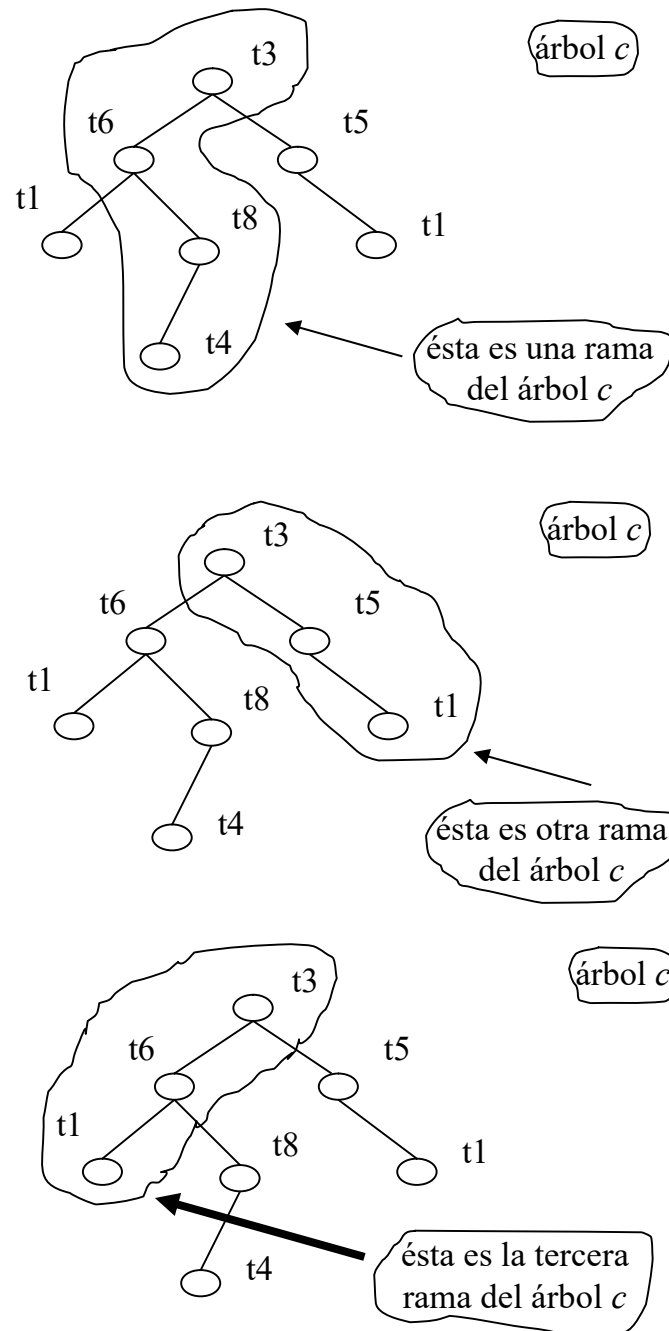 t3
árbol c
t6
t5
t1
t8
t1
t4
ésta es una rama
del árbol c
t3
árbol c
t6
t5
t1
t8
t1
t4
ésta es otra rama
del árbol c
t3
árbol c
t6
t5
t1
t8
t1
t4
ésta es la tercera
rama del árbol c